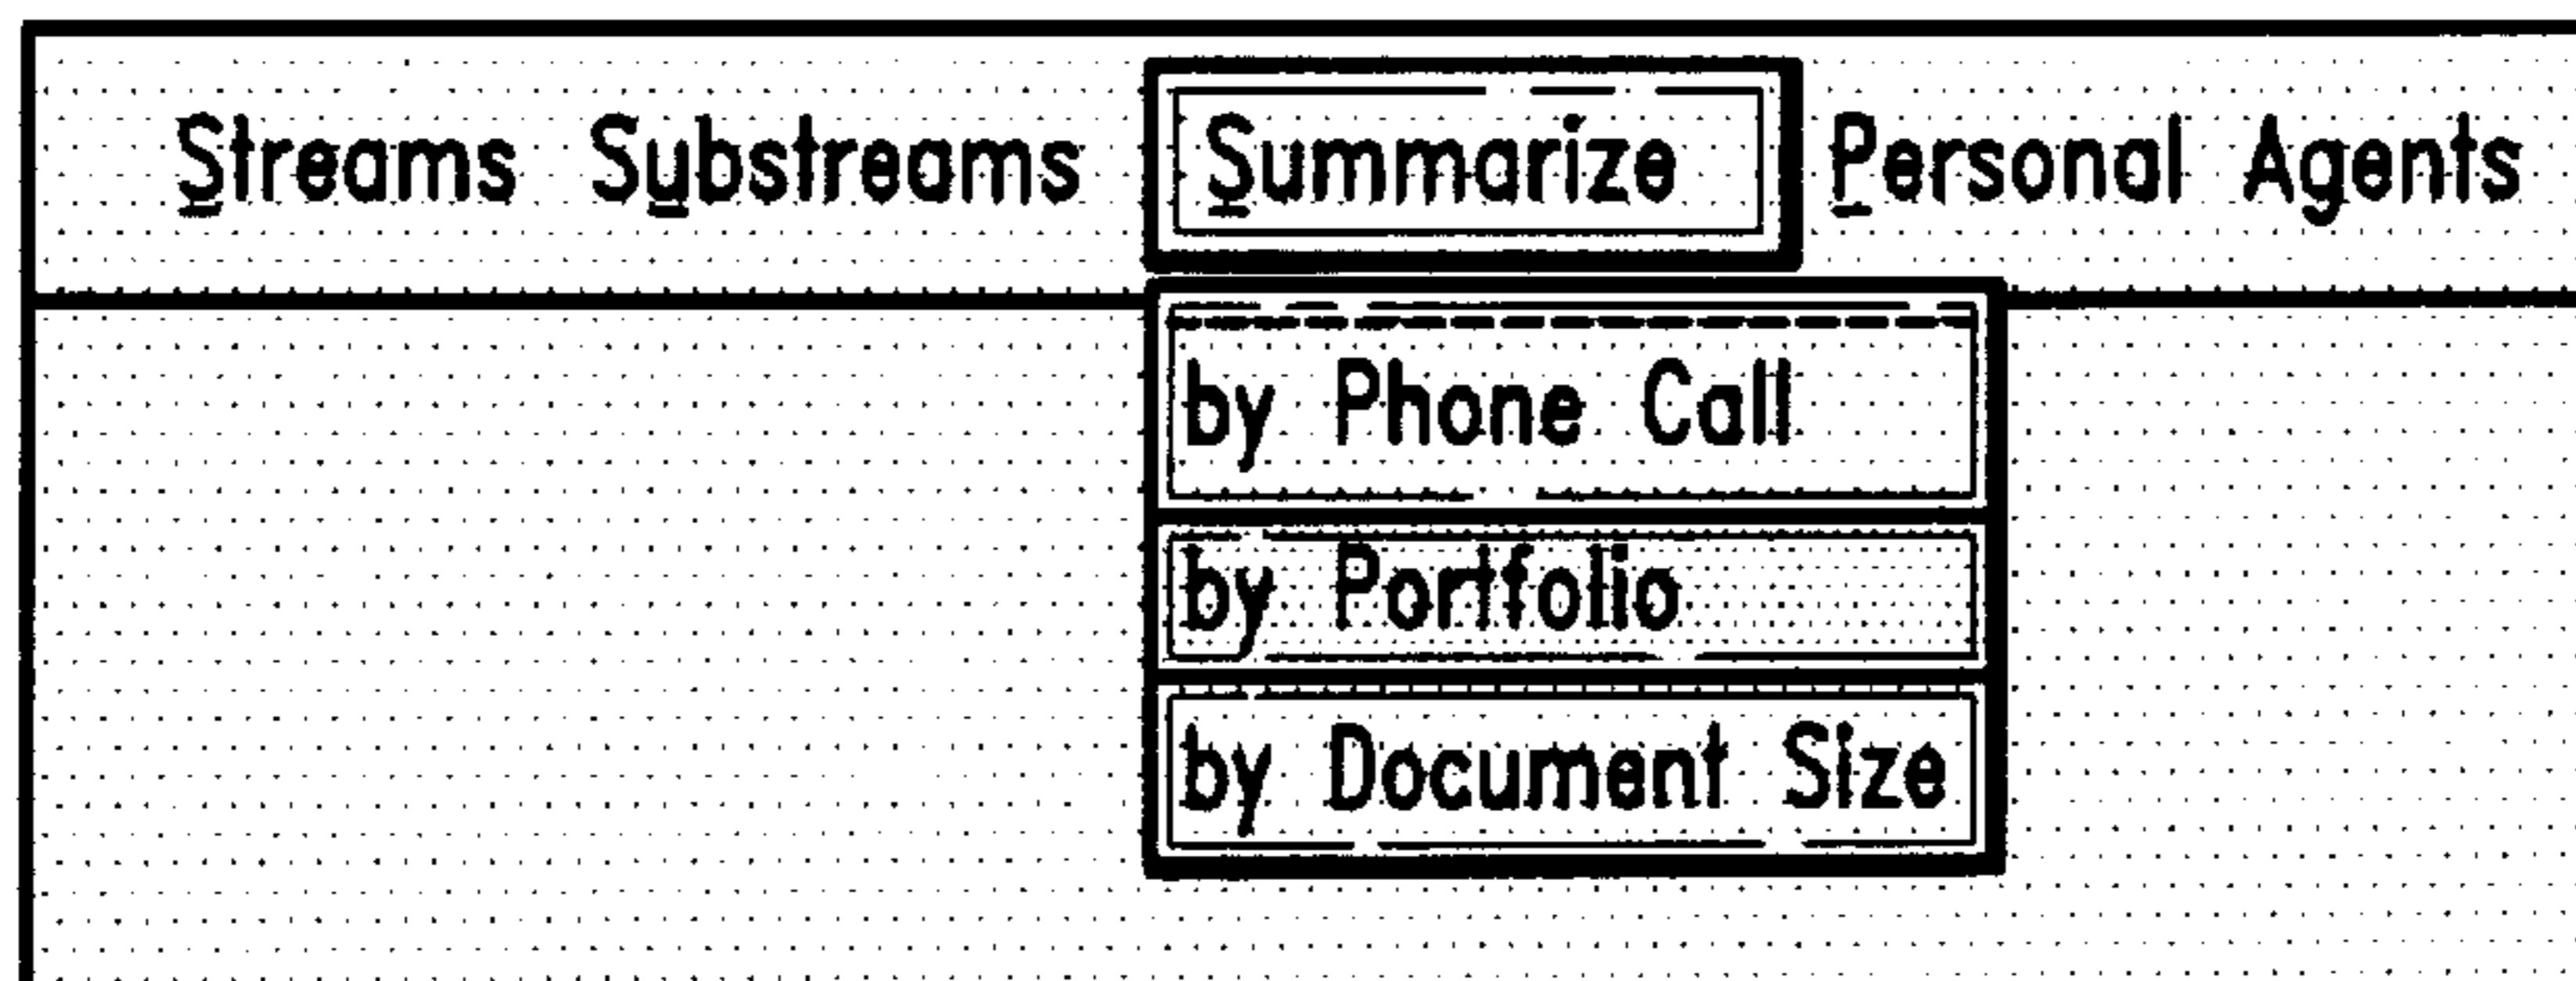 Streams Substreams Summarize Personal Agents
by Phone Call
by Portfolio
by Document Size